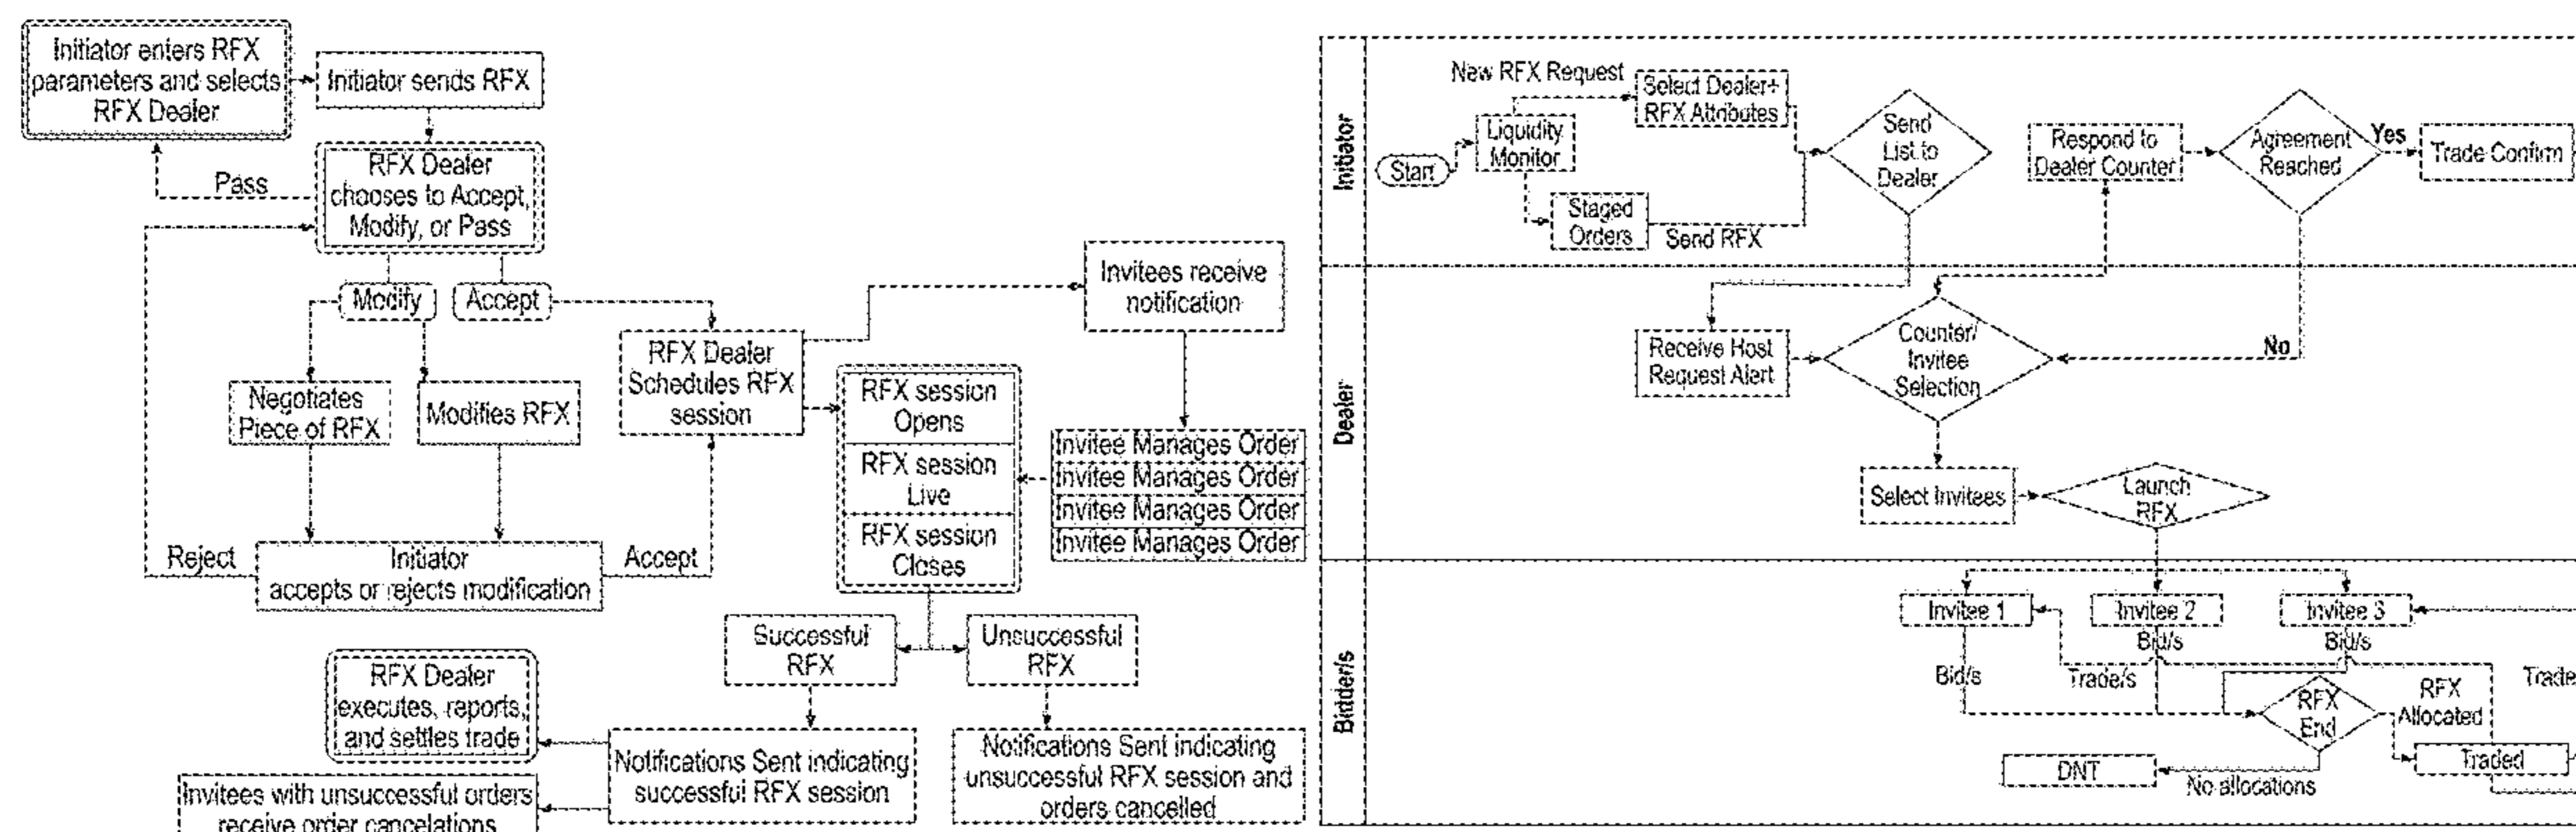 Initiator enters RFX
parameters and selects
RFX Dealer
Initiator sends RFX
RFX Dealer
chooses to Accept,
Modify, or Pass
Pass
Modify
Accept
Negotiates
Piece of RFX
Modifies RFX
Reject
Initiator
accepts or rejects modification
Accept
RFX Dealer
Schedules RFX
session
Invitees receive
notification
RFX session
Opens
RFX session
Live
RFX session
Closes
Invitee Manages Order
Invitee Manages Order
Invitee Manages Order
Invitee Manages Order
Successful
RFX
Unsuccessful
RFX
RFX Dealer
executes, reports,
and settles trade
Notifications Sent indicating
successful RFX session
Notifications Sent indicating
unsuccessful RFX session and
orders cancelled
Invitees with unsuccessful orders
receive order cancelations
Initiator
Start
Liquidity
Monitor
New RFX Request
Select Dealer+
RFX Attributes
Staged
Orders
Send RFX
Send
List to
Dealer
Respond to
Dealer Counter
Agreement
Reached
Yes
Trade Confirm
Dealer
Receive Host
Request Alert
Counter/
Invitee
Selection
No
Select Invitees
Launch
RFX
Bidder/s
Invitee 1
Invitee 2
Invitee 3
Bid/s
Bid/s
Bid/s
Trade/s
RFX
End
RFX
Allocated
Trade
Traded
DNT
No allocations